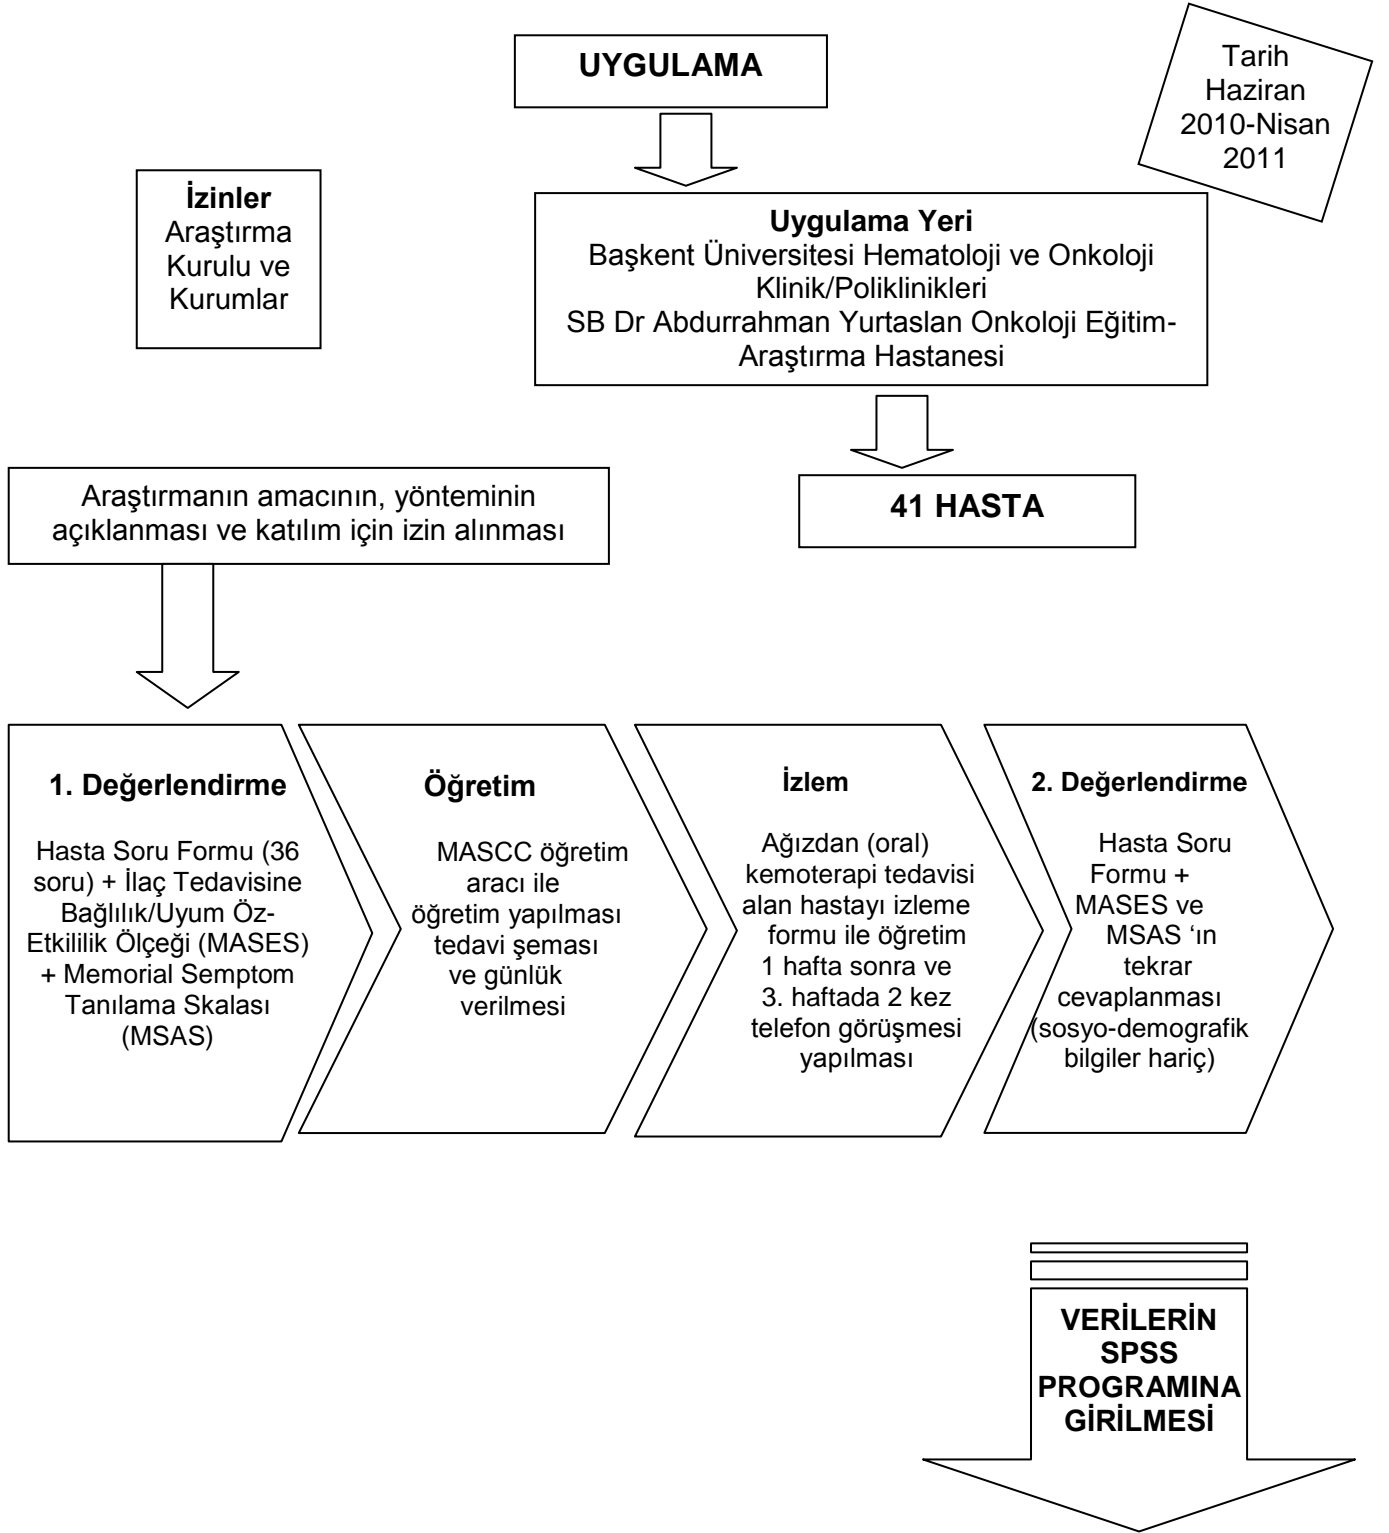 UYGULAMA
Tarih
Haziran
2010-Nisan
2011
İzinler
Araştırma
Kurulu ve
Kurumlar
Uygulama Yeri
Başkent Üniversitesi Hematoloji ve Onkoloji
Klinik/Poliklinikleri
SB Dr Abdurrahman Yurtaslan Onkoloji Eğitim-
Araştırma Hastanesi
41 HASTA
Araştırmanın amacının, yönteminin
açıklanması ve katılım için izin alınması
1. Değerlendirme
Hasta Soru Formu (36
soru) + İlaç Tedavisine
Bağlılık/Uyum Öz-
Etkililik Ölçeği (MASES)
+ Memorial Semptom
Tanılama Skalası
(MSAS)
Öğretim
MASCC öğretim
aracı ile
öğretim yapılması
tedavi şeması
ve günlük
verilmesi
İzlem
Ağızdan (oral)
kemoterapi tedavisi
alan hastayı izleme
formu ile öğretim
1 hafta sonra ve
3. haftada 2 kez
telefon görüşmesi
yapılması
2. Değerlendirme
Hasta Soru
Formu +
MASES ve
MSAS ‘ın
tekrar
cevaplanması
(sosyo-demografik
bilgiler hariç)
VERİLERİN
SPSS
PROGRAMINA
GİRİLMESİ